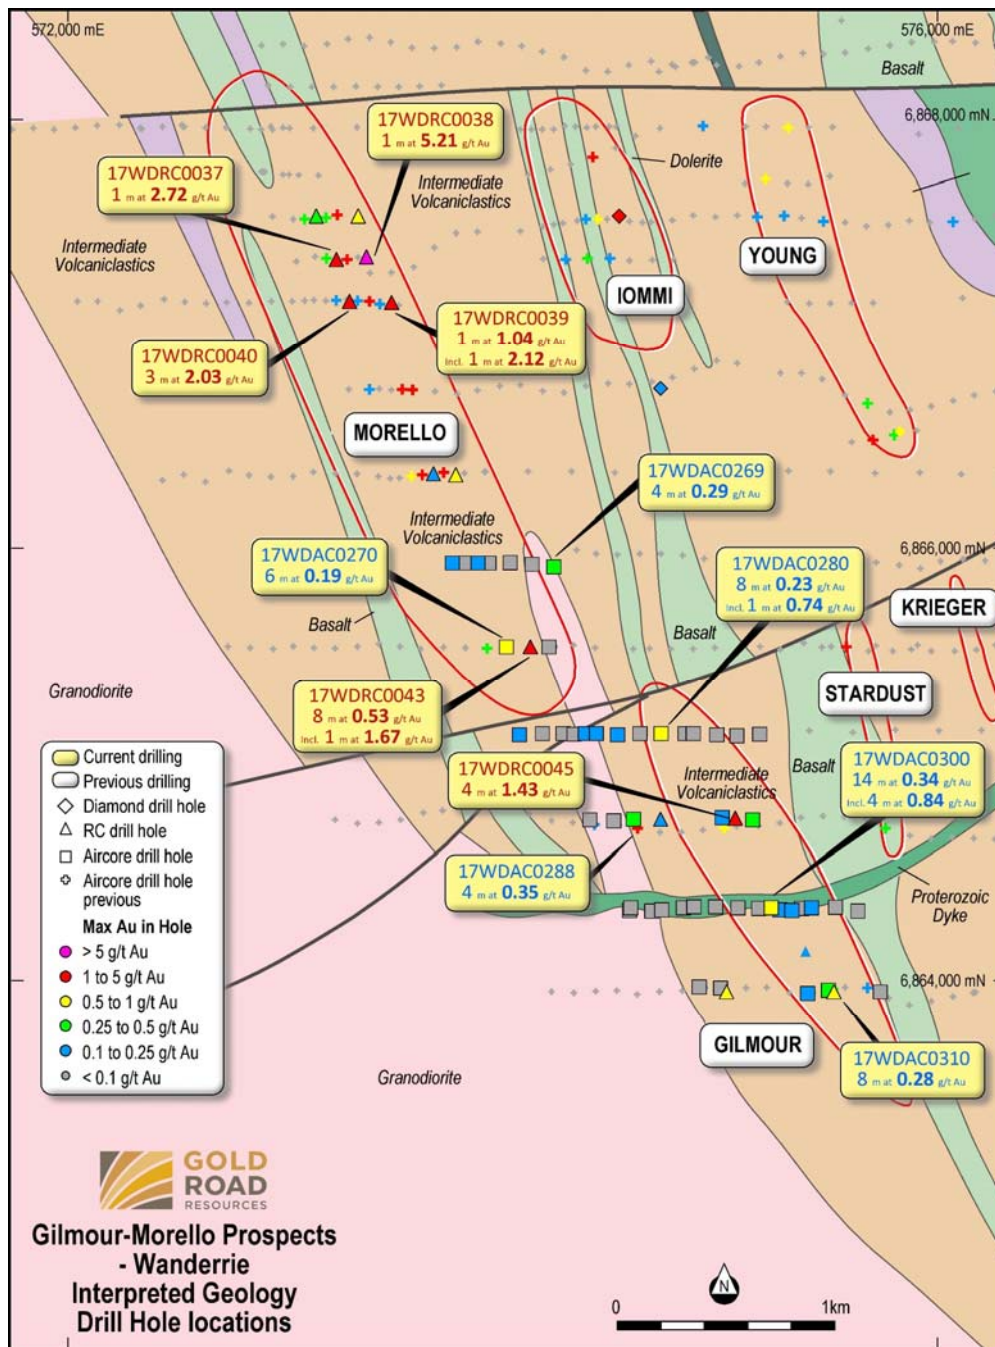 572,000 mE
576,000 mE
Basalt
6,868,000 mN
17WDRC0038
1 m at 5.21 g/t Au
Dolerite
17WDRC0037
1 m at 2.72 g/t Au
Intermediate
Volcaniclastics
Intermediate
Volcaniclastics
YOUNG
IOMMI
17WDRC0039
1 m at 1.04 g/t Au
Incl. 1 m at 2.12 g/t Au
17WDRC0040
3 m at 2.03 g/t Au
MORELLO
17WDAC0269
4 m at 0.29 g/t Au
Intermediate
Volcaniclastics
17WDAC0270
6 m at 0.19 g/t Au
6,866,000 mN
17WDAC0280
8 m at 0.23 g/t Au
Incl. 1 m at 0.74 g/t Au
KRIEGER
Basalt
Basalt
Granodiorite
STARDUST
17WDRC0043
8 m at 0.53 g/t Au
Incl. 1 m at 1.67 g/t Au
17WDRC0045
4 m at 1.43 g/t Au
Intermediate
Volcaniclastics
Basalt
17WDAC0300
14 m at 0.34 g/t Au
Incl. 4 m at 0.84 g/t Au
17WDAC0288
4 m at 0.35 g/t Au
Proterozoic
Dyke
6,864,000 mN
GILMOUR
17WDAC0310
8 m at 0.28 g/t Au
Granodiorite
Current drilling
Previous drilling
Diamond drill hole
RC drill hole
Aircore drill hole
Aircore drill hole
previous
Max Au in Hole
> 5 g/t Au
1 to 5 g/t Au
0.5 to 1 g/t Au
0.25 to 0.5 g/t Au
0.1 to 0.25 g/t Au
< 0.1 g/t Au
GOLD
ROAD
RESOURCES
Gilmour-Morello Prospects
- Wanderrie
Interpreted Geology
Drill Hole locations
N
0 1km